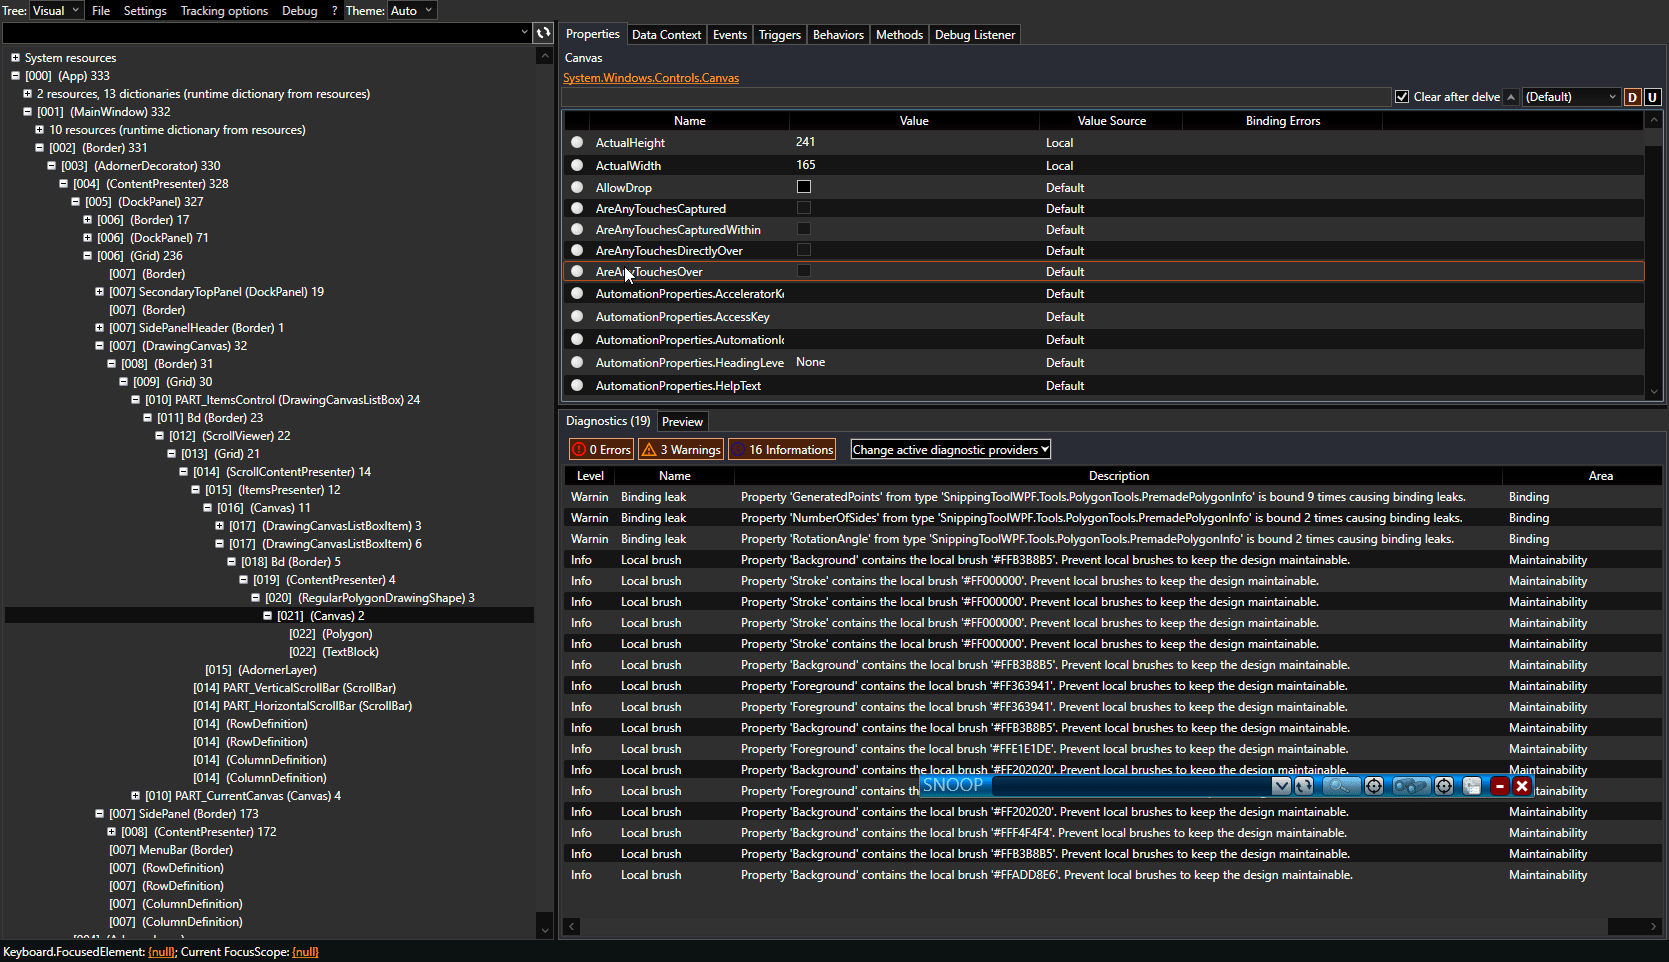 Tree: Visual File Settings Tracking options Debug ? Theme: Auto
System resources
[000] (App) 333
2 resources, 13 dictionaries (runtime dictionary from resources)
[001] (MainWindow) 332
10 resources (runtime dictionary from resources)
[002] (Border) 331
[003] (AdornerDecorator) 330
[004] (ContentPresenter) 328
[005] (DockPanel) 327
[006] (Border) 17
[006] (DockPanel) 71
[006] (Grid) 236
[007] (Border)
[007] SecondaryTopPanel (DockPanel) 19
[007] (Border)
[007] SidePanelHeader (Border) 1
[007] (DrawingCanvas) 32
[008] (Border) 31
[009] (Grid) 30
[010] PART_ItemsControl (DrawingCanvasListBox) 24
[011] Bd (Border) 23
[012] (ScrollViewer) 22
[013] (Grid) 21
[014] (ScrollContentPresenter) 14
[015] (ItemsPresenter) 12
[016] (Canvas) 11
[017] (DrawingCanvasListBoxItem) 3
[017] (DrawingCanvasListBoxItem) 6
[018] Bd (Border) 5
[019] (ContentPresenter) 4
[020] (RegularPolygonDrawingShape) 3
[021] (Canvas) 2
[022] (Polygon)
[022] (TextBlock)
[015] (AdornerLayer)
[014] PART_VerticalScrollBar (ScrollBar)
[014] PART_HorizontalScrollBar (ScrollBar)
[014] (RowDefinition)
[014] (RowDefinition)
[014] (ColumnDefinition)
[014] (ColumnDefinition)
[010] PART_CurrentCanvas (Canvas) 4
[007] SidePanel (Border) 173
[008] (ContentPresenter) 172
[007] MenuBar (Border)
[007] (RowDefinition)
[007] (RowDefinition)
[007] (ColumnDefinition)
[007] (ColumnDefinition)
Properties Data Context Events Triggers Behaviors Methods Debug Listener
Canvas
System.Windows.Controls.Canvas
Clear after delve (Default) D U
Name Value Value Source Binding Errors
ActualHeight 241 Local
ActualWidth 165 Local
AllowDrop Default
AreAnyTouchesCaptured Default
AreAnyTouchesCapturedWithin Default
AreAnyTouchesDirectlyOver Default
AreAnyTouchesOver Default
AutomationProperties.AcceleratorK Default
AutomationProperties.AccessKey Default
AutomationProperties.Automation Default
AutomationProperties.HeadingLeve None Default
AutomationProperties.HelpText Default
Diagnostics (19) Preview
0 Errors 3 Warnings 16 Informations Change active diagnostic providers
Level Name Description Area
Warnin Binding leak Property 'GeneratedPoints' from type 'SnippingToolWPF.Tools.PolygonTools.PremadePolygonInfo' is bound 9 times causing binding leaks. Binding
Warnin Binding leak Property 'NumberOfSides' from type 'SnippingToolWPF.Tools.PolygonTools.PremadePolygonInfo' is bound 2 times causing binding leaks. Binding
Warnin Binding leak Property 'RotationAngle' from type 'SnippingToolWPF.Tools.PolygonTools.PremadePolygonInfo' is bound 2 times causing binding leaks. Binding
Info Local brush Property 'Background' contains the local brush '#FFB3B8B5'. Prevent local brushes to keep the design maintainable. Maintainability
Info Local brush Property 'Stroke' contains the local brush '#FF000000'. Prevent local brushes to keep the design maintainable. Maintainability
Info Local brush Property 'Stroke' contains the local brush '#FF000000'. Prevent local brushes to keep the design maintainable. Maintainability
Info Local brush Property 'Stroke' contains the local brush '#FF000000'. Prevent local brushes to keep the design maintainable. Maintainability
Info Local brush Property 'Stroke' contains the local brush '#FF000000'. Prevent local brushes to keep the design maintainable. Maintainability
Info Local brush Property 'Background' contains the local brush '#FFB3B8B5'. Prevent local brushes to keep the design maintainable. Maintainability
Info Local brush Property 'Foreground' contains the local brush '#FF363941'. Prevent local brushes to keep the design maintainable. Maintainability
Info Local brush Property 'Foreground' contains the local brush '#FF363941'. Prevent local brushes to keep the design maintainable. Maintainability
Info Local brush Property 'Background' contains the local brush '#FFB3B8B5'. Prevent local brushes to keep the design maintainable. Maintainability
Info Local brush Property 'Foreground' contains the local brush '#FFE1E1DE'. Prevent local brushes to keep the design maintainable. Maintainability
Info Local brush Property 'Background' contains the local brush '#FF202020'. Prevent local brushes to keep the design maintainable. Maintainability
SNOOP
Info Local brush Property 'Foreground' contains th tainability
Info Local brush Property 'Background' contains the local brush '#FF202020'. Prevent local brushes to keep the design maintainable. Maintainability
Info Local brush Property 'Background' contains the local brush '#FFF4F4F4'. Prevent local brushes to keep the design maintainable. Maintainability
Info Local brush Property 'Background' contains the local brush '#FFB3B8B5'. Prevent local brushes to keep the design maintainable. Maintainability
Info Local brush Property 'Background' contains the local brush '#FFADD8E6'. Prevent local brushes to keep the design maintainable. Maintainability
Keyboard.FocusedElement: {null}; Current FocusScope: {null}